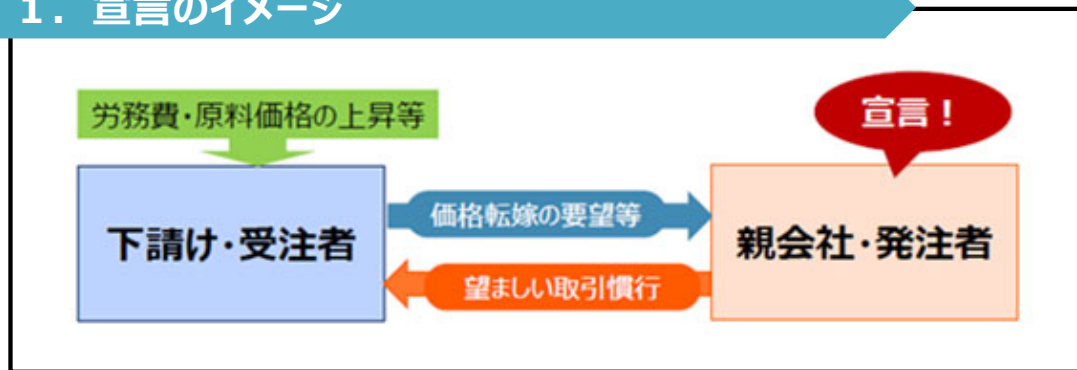 １．宣言のイメージ
労務費・原料価格の上昇等
宣言！
下請け・受注者
価格転嫁の要望等
望ましい取引慣行
親会社・発注者